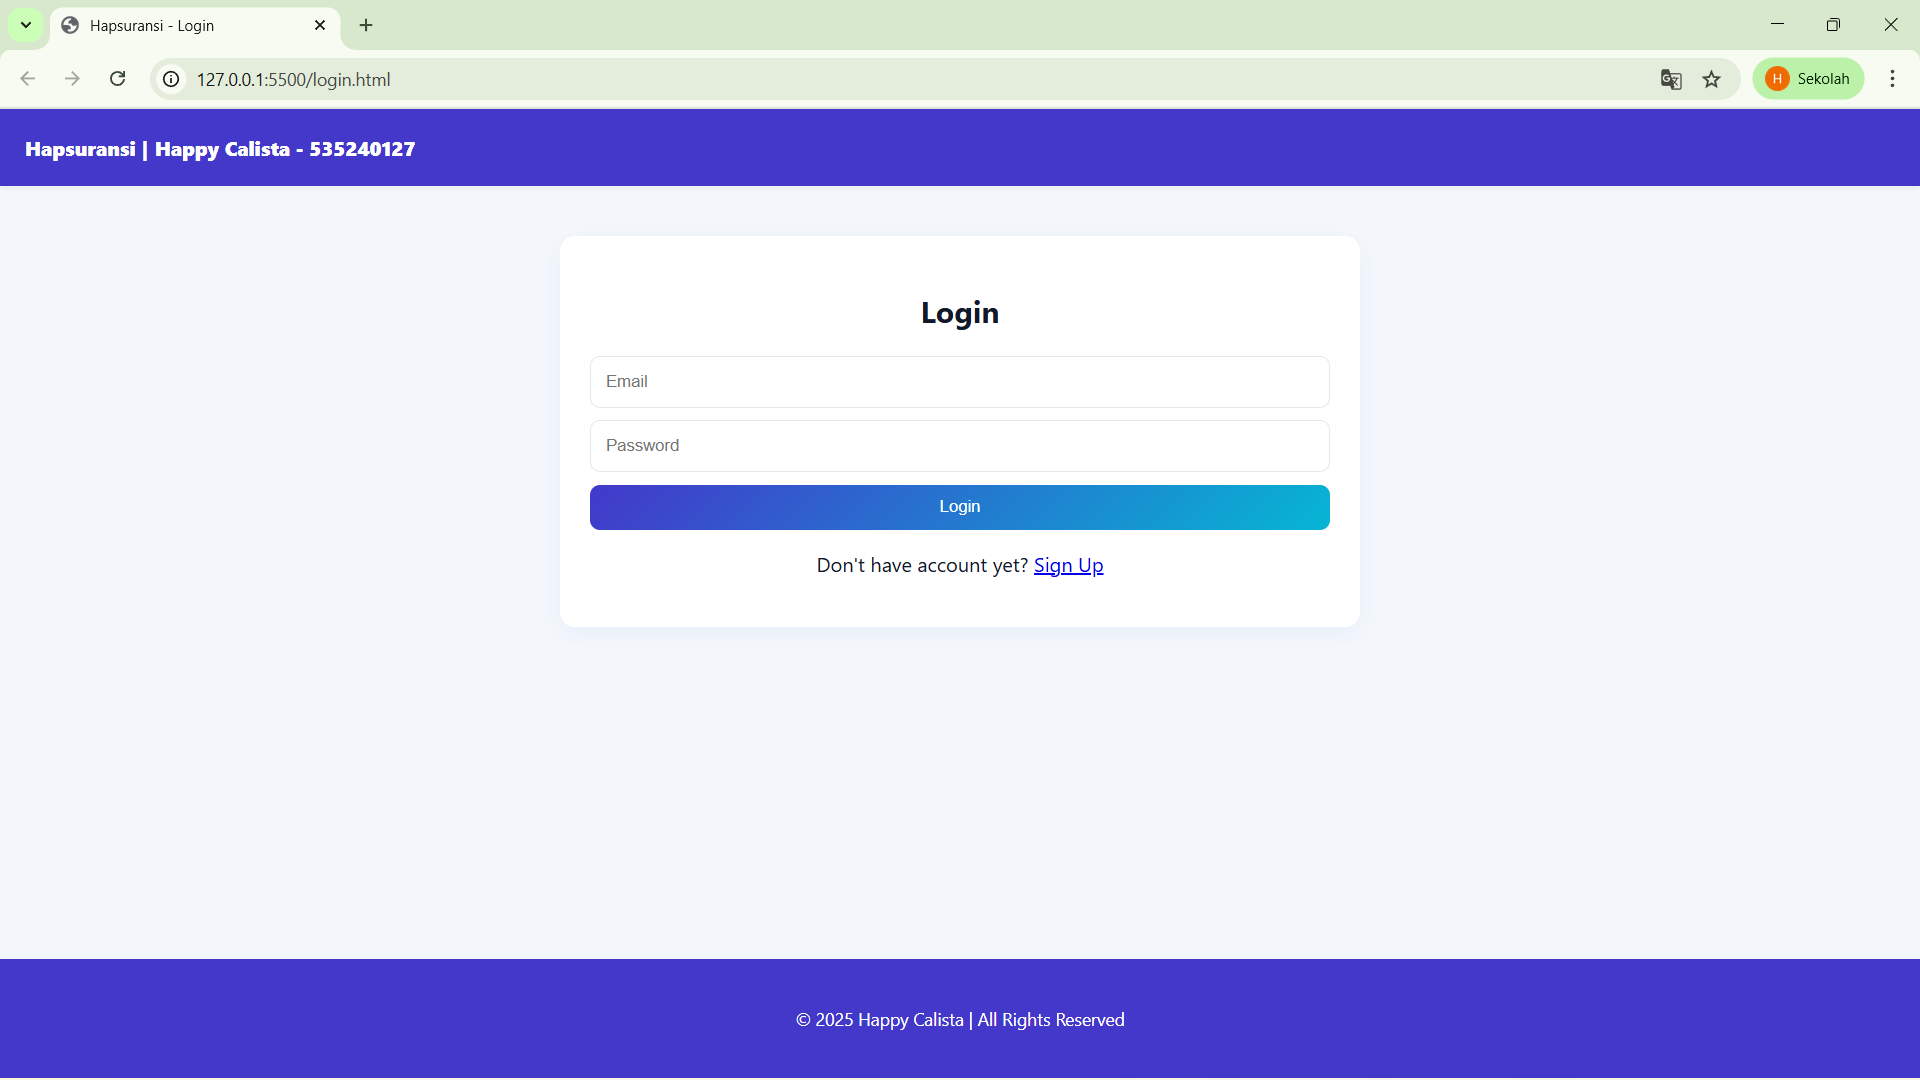 Hapsuransi - Login
127.0.0.1:5500/login.html
H Sekolah
Hapsuransi | Happy Calista - 535240127
Login
Email
Password
Login
Don't have account yet? Sign Up
© 2025 Happy Calista | All Rights Reserved